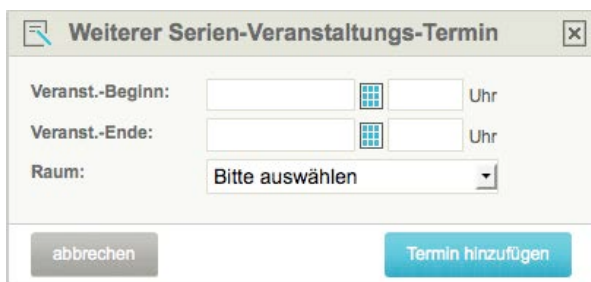 Weiterer Serien-Veranstaltungs-Termin
Veranst.-Beginn: Uhr
Veranst.-Ende: Uhr
Raum: Bitte auswählen
abbrechen Termin hinzufügen